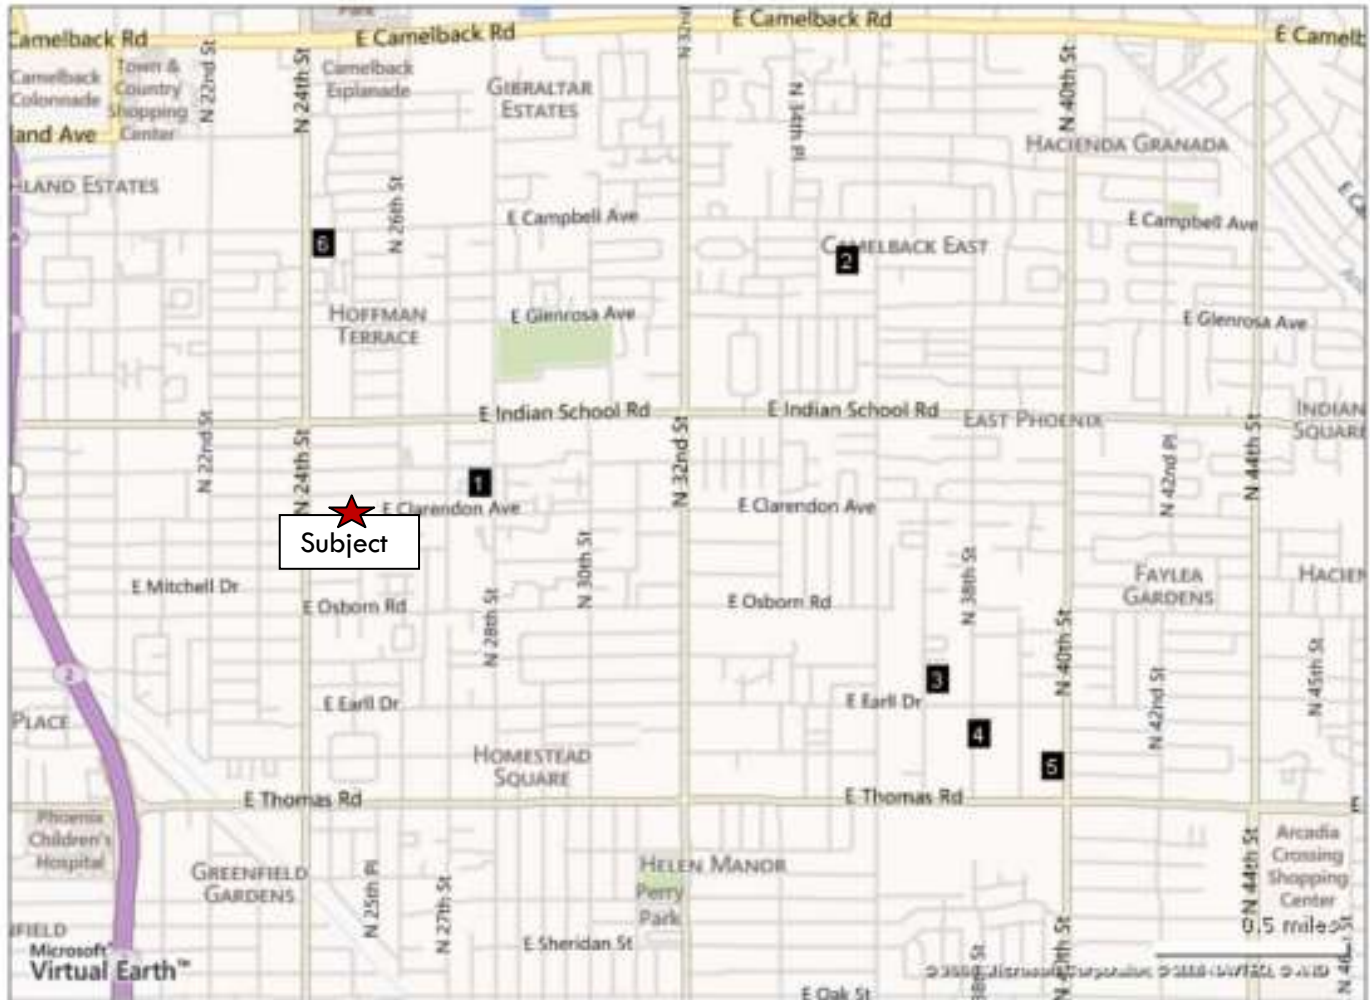 Park
Camelback Rd
E Camelback Rd
E Camelback Rd
E Camelb
Camelback
Colonnade
Town &
Country
Shopping
Center
land Ave
N 22nd St
N 24th St
Camelback
Esplanade
GIBRALTAR
ESTATES
N 32nd
N 34th Pl
N 40th St
HACIENDA GRANADA
HLAND ESTATES
N 26th St
E Campbell Ave
E Campbell Ave
6
CAMELBACK EAST
2
HOFFMAN
TERRACE
E Glenrosa Ave
E Glenrosa Ave
E Indian School Rd
E Indian School Rd
EAST PHOENIX
INDIAN
SQUARE
N 22nd St
N 24th St
N 32nd St
N 42nd Pl
N 44th St
1
E Clarendon Ave
E Clarendon Ave
Subject
E Mitchell Dr
E Osborn Rd
E Osborn Rd
N 28th St
N 30th St
N 38th St
FAYLEA
GARDENS
HACIEN
N 40th St
N 42nd St
N 45th St
2
3
E Earll Dr
E Earll Dr
PLACE
4
HOMESTEAD
SQUARE
5
E Thomas Rd
E Thomas Rd
E
Phoenix
Children's
Hospital
Arcadia
Crossing
Shopping
Center
GREENFIELD
GARDENS
N 25th Pl
N 27th St
HELEN MANOR
Perry
Park
N 44th St
0.5 miles
IFIELD
E Sheridan St
Microsoft®
Virtual Earth™
E Oak St